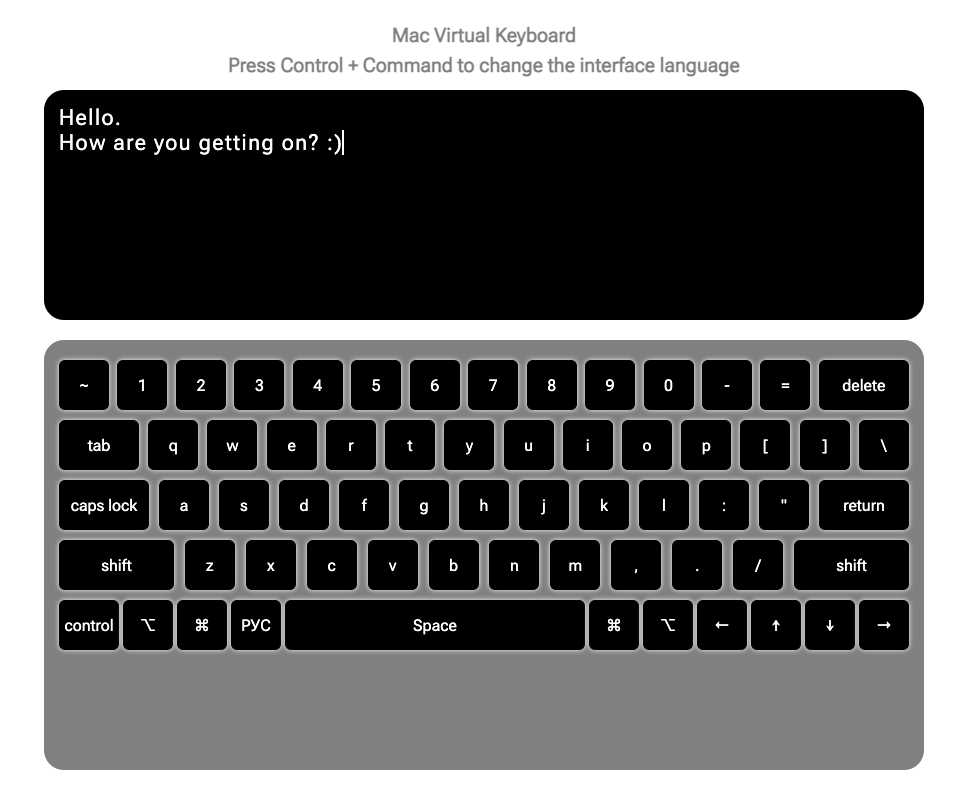 Mac Virtual Keyboard
Press Control + Command to change the interface language
Hello.
How are you getting on? :)
~ 1 2 3 4 5 6 7 8 9 0 - = delete
tab q w e r t y u i o p [ ] \
caps lock a s d f g h j k l : " return
shift z x c v b n m , . / shift
control ⌥ ⌘ РУС Space ⌘ ⌥ ← ↑ ↓ →